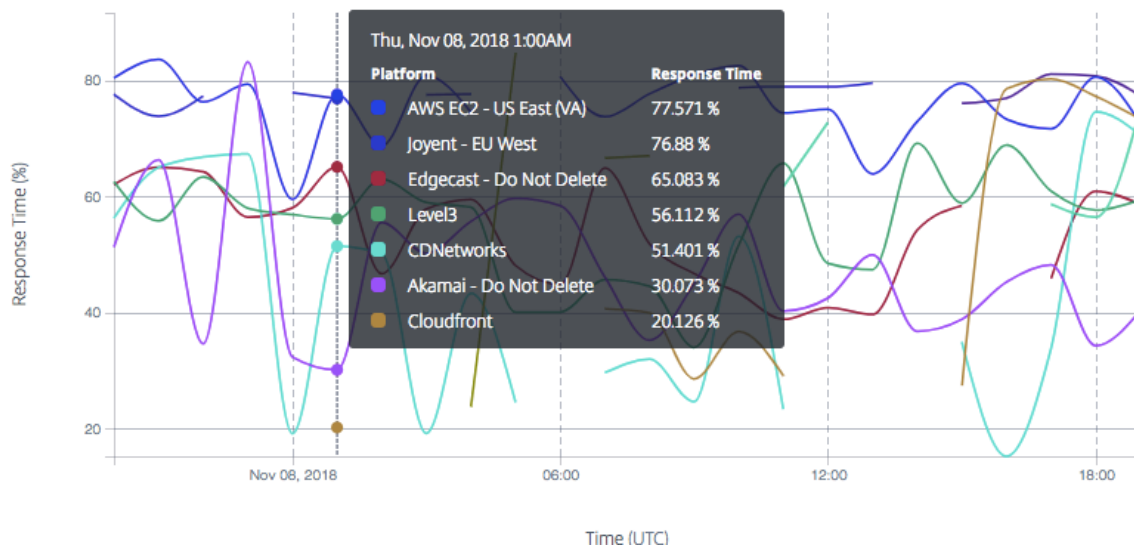 Thu, Nov 08, 2018 1:00AM
Platform Response Time
AWS EC2 - US East (VA) 77.571 %
Joyent - EU West 76.88 %
Edgecast - Do Not Delete 65.083 %
Level3 56.112 %
CDNetworks 51.401 %
Akamai - Do Not Delete 30.073 %
Cloudfront 20.126 %
Response Time (%)
80
60
40
20
Nov 08, 2018 06:00 12:00 18:00
Time (UTC)